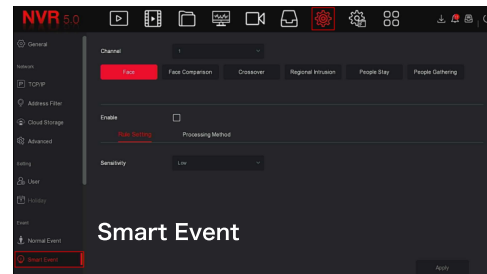 NVR 5.0
General
Network
TCP/IP
Address Filter
Cloud Storage
Advanced
Setting
User
Holiday
Event
Normal Event
Smart Event
Channel
1
Face
Face Comparison
Crossover
Regional Intrusion
People Stay
People Gathering
Enable
Rule Setting
Processing Method
Sensitivity
Low
Smart Event
Apply